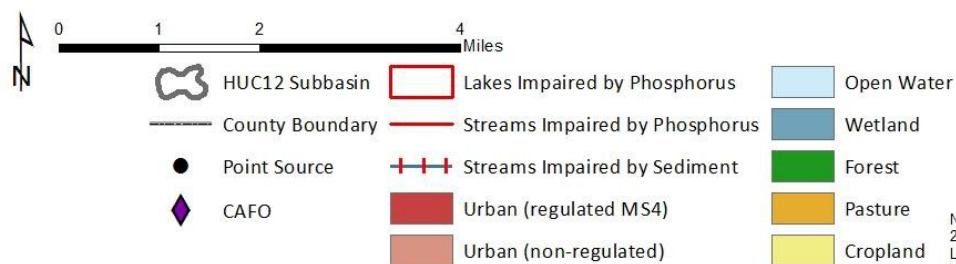 0 1 2 4
Miles
N
HUC12 Subbasin
County Boundary
Point Source
CAFO
Lakes Impaired by Phosphorus
Streams Impaired by Phosphorus
Streams Impaired by Sediment
Urban (regulated MS4)
Urban (non-regulated)
Open Water
Wetland
Forest
Pasture
Cropland
N
2
L